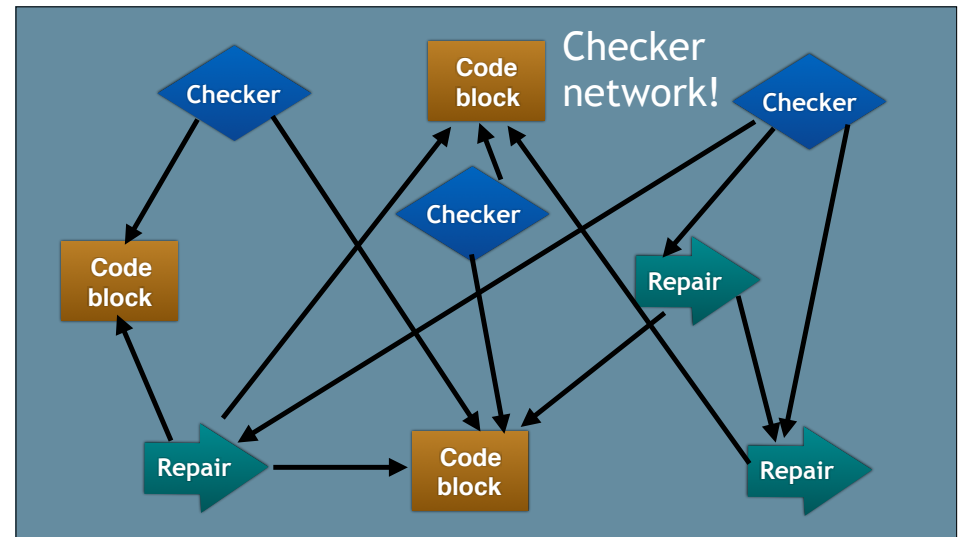 Checker
Code
block
Checker
network!
Checker
Checker
Code
block
Repair
Repair
Code
block
Repair